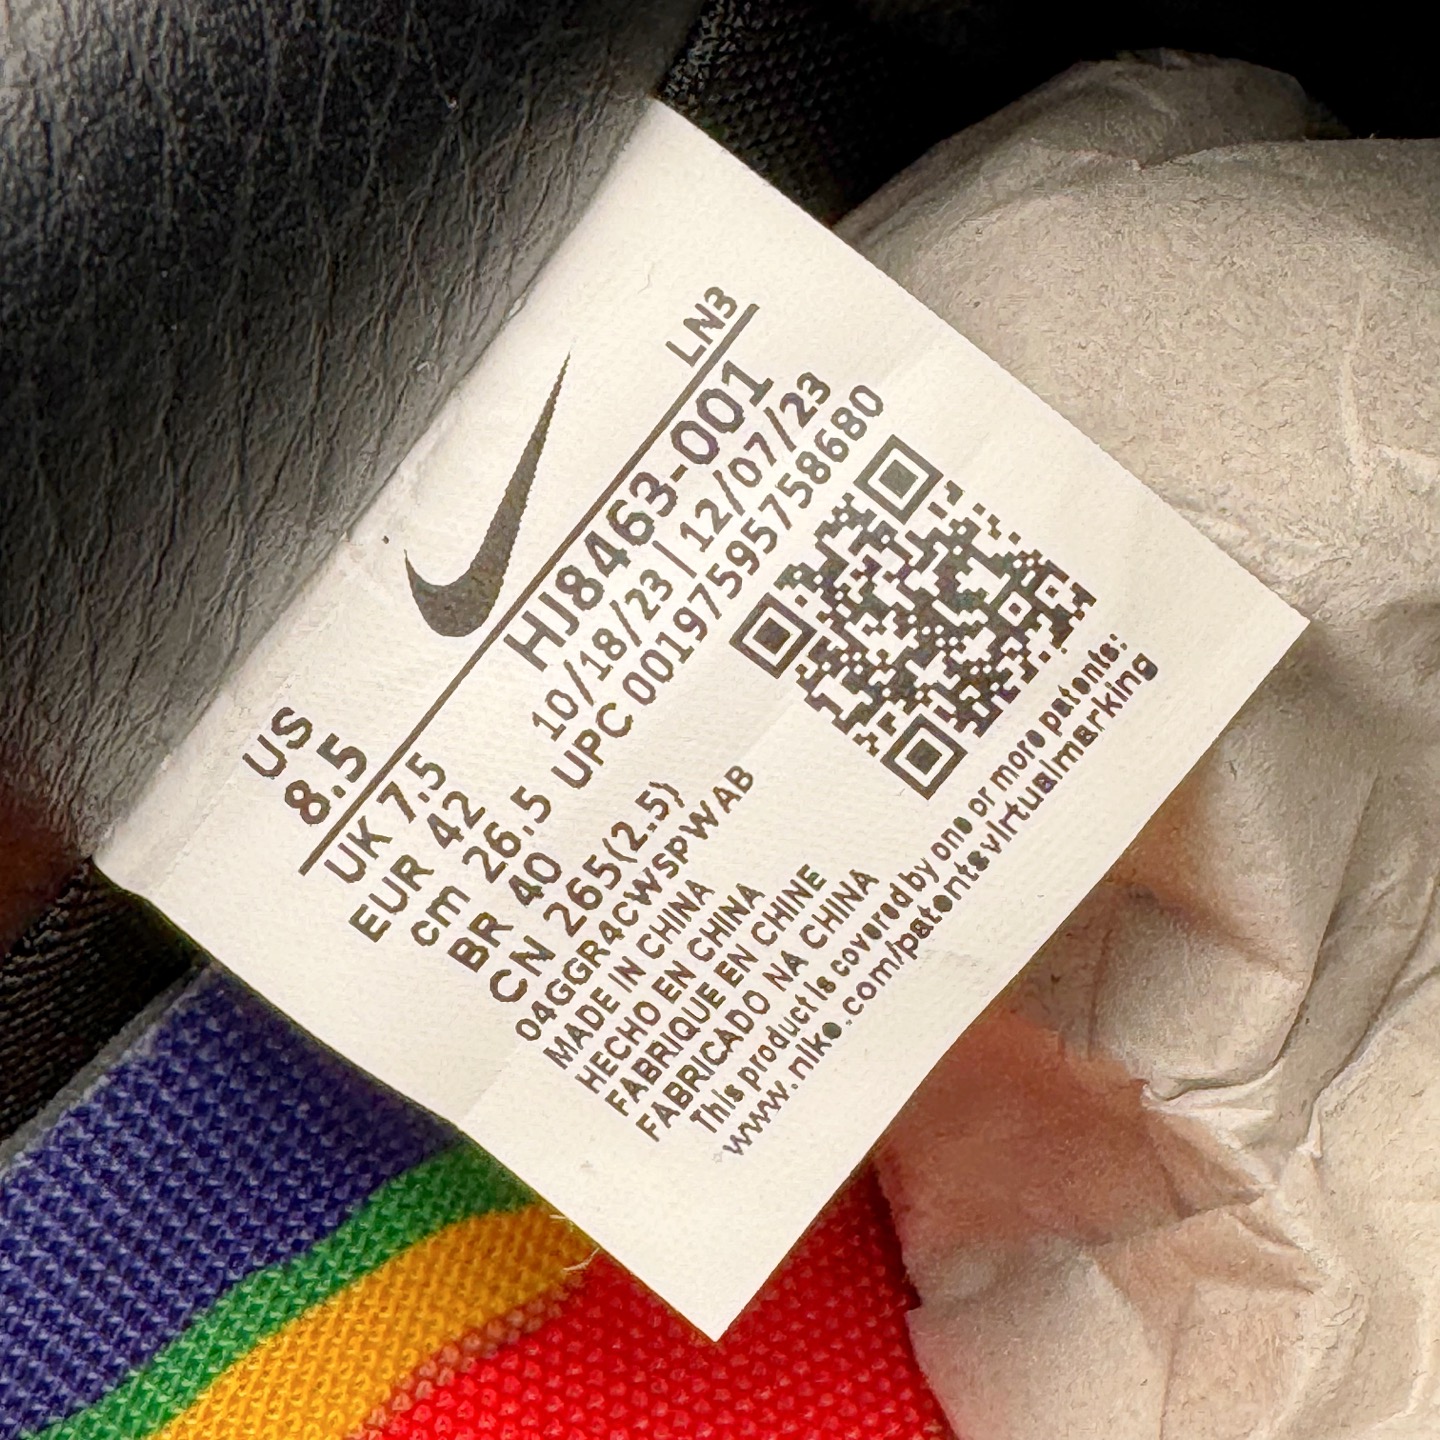 LN3
US
8.5
HJ8463-001
10/18/23 | 12/07/23
UPC 00197595758680
UK 7.5
EUR 42
cm 26.5
BR 40
CN 265(2.5)
04GGR4CWSPWAB
MADE IN CHINA
HECHO EN CHINA
FABRIQUE EN CHINE
FABRICADO NA CHINA
This product is covered by one or more patents:
www.nike.com/patentsvirtualmarking